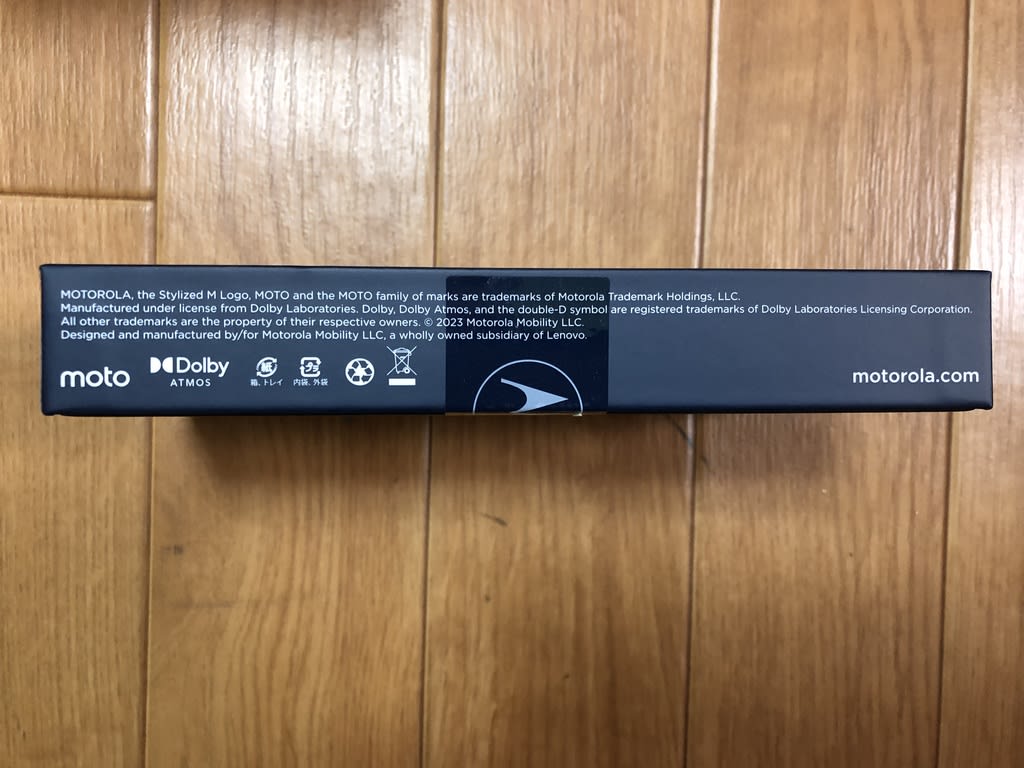 MOTOROLA, the Stylized M Logo, MOTO and the MOTO family of marks are trademarks of Motorola Trademark Holdings, LLC.
Manufactured under license from Dolby Laboratories. Dolby, Dolby Atmos, and the double-D symbol are registered trademarks of Dolby Laboratories Licensing Corporation.
All other trademarks are the property of their respective owners. © 2023 Motorola Mobility LLC.
Designed and manufactured by/for Motorola Mobility LLC, a wholly owned subsidiary of Lenovo.
moto
Dolby
ATMOS
紙
箱、トレイ
プラ
内袋、外袋
motorola.com